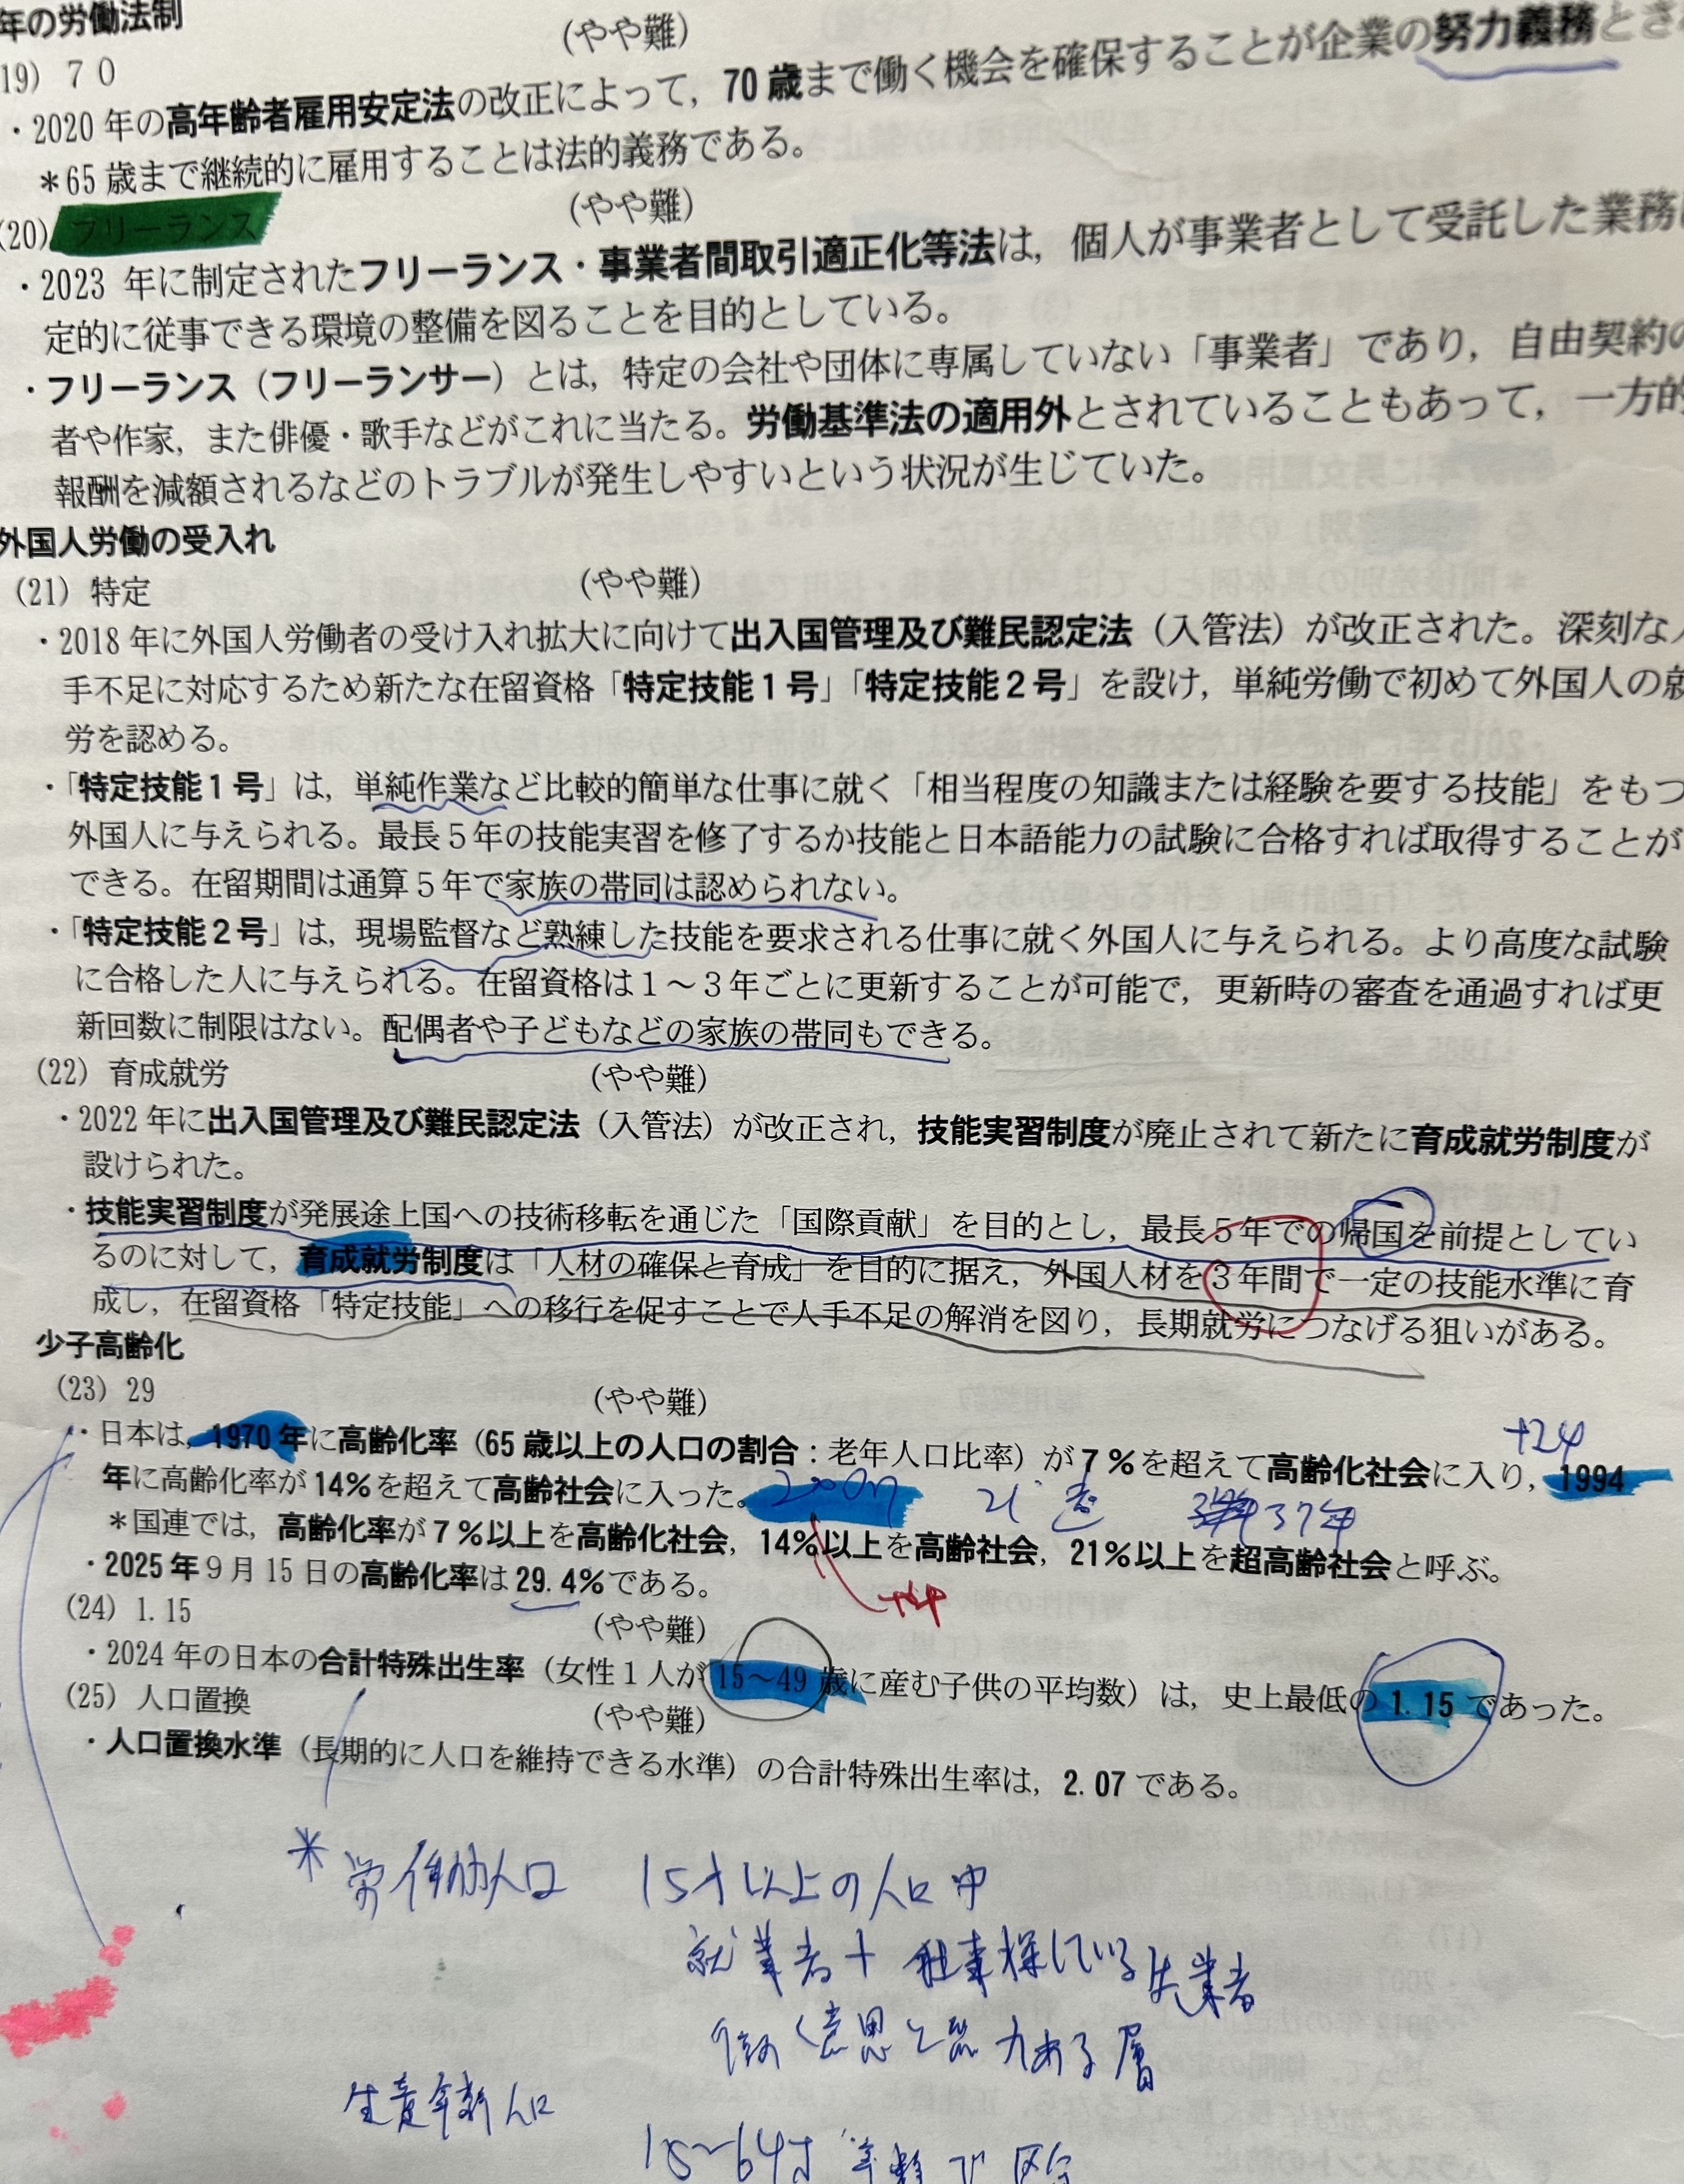 年の労働法制
(19) 70 (やや難)
・2020年の高年齢者雇用安定法の改正によって，70歳まで働く機会を確保することが企業の努力義務とされ
＊65歳まで継続的に雇用することは法的義務である。
(20) フリーランス (やや難)
・2023年に制定されたフリーランス・事業者間取引適正化等法は，個人が事業者として受託した業務に
定的に従事できる環境の整備を図ることを目的としている。
・フリーランス（フリーランサー）とは，特定の会社や団体に専属していない「事業者」であり，自由契約の
者や作家，また俳優・歌手などがこれに当たる。労働基準法の適用外とされていることもあって，一方的
報酬を減額されるなどのトラブルが発生しやすいという状況が生じていた。
外国人労働の受入れ
(21) 特定 (やや難)
・2018年に外国人労働者の受け入れ拡大に向けて出入国管理及び難民認定法（入管法）が改正された。深刻な人
手不足に対応するため新たな在留資格「特定技能１号」「特定技能２号」を設け，単純労働で初めて外国人の就
労を認める。
・「特定技能１号」は，単純作業など比較的簡単な仕事に就く「相当程度の知識または経験を要する技能」をもつ
外国人に与えられる。最長５年の技能実習を修了するか技能と日本語能力の試験に合格すれば取得することが
できる。在留期間は通算５年で家族の帯同は認められない。
・「特定技能２号」は，現場監督など熟練した技能を要求される仕事に就く外国人に与えられる。より高度な試験
に合格した人に与えられる。在留資格は１～３年ごとに更新することが可能で，更新時の審査を通過すれば更
新回数に制限はない。配偶者や子どもなどの家族の帯同もできる。
(22) 育成就労 (やや難)
・2022年に出入国管理及び難民認定法（入管法）が改正され，技能実習制度が廃止されて新たに育成就労制度が
設けられた。
・技能実習制度が発展途上国への技術移転を通じた「国際貢献」を目的とし，最長５年での帰国を前提としてい
るのに対して，育成就労制度は「人材の確保と育成」を目的に据え，外国人材を３年間で一定の技能水準に育
成し，在留資格「特定技能」への移行を促すことで人手不足の解消を図り，長期就労につなげる狙いがある。
少子高齢化
(23) 29 (やや難)
・日本は，1970年に高齢化率（65歳以上の人口の割合：老年人口比率）が７％を超えて高齢化社会に入り，1994
+24
年に高齢化率が14％を超えて高齢社会に入った。2007 21 超 37年
＊国連では，高齢化率が７％以上を高齢化社会，14％以上を高齢社会，21％以上を超高齢社会と呼ぶ。
・2025年９月15日の高齢化率は29.4％である。
(24) 1.15 (やや難)
・2024年の日本の合計特殊出生率（女性１人が15～49歳に産む子供の平均数）は，史上最低の1.15であった。
(25) 人口置換 (やや難)
・人口置換水準（長期的に人口を維持できる水準）の合計特殊出生率は，2.07である。
＊労働人口 15才以上の人口中
就業者＋仕事探している失業者
働く意思と能力ある層
生産年齢人口
15～64才 年齢で区分